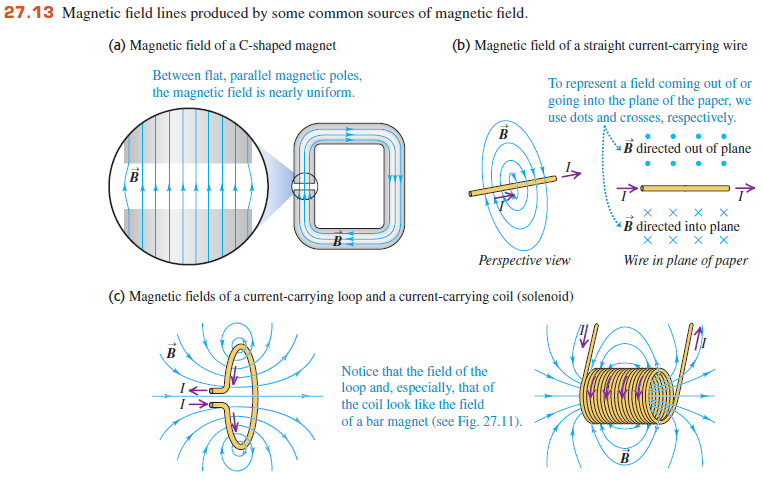 27.13 Magnetic field lines produced by some common sources of magnetic field.
(a) Magnetic field of a C-shaped magnet
Between flat, parallel magnetic poles,
the magnetic field is nearly uniform.
B⃗
B⃗
(b) Magnetic field of a straight current-carrying wire
To represent a field coming out of or
going into the plane of the paper, we
use dots and crosses, respectively.
B⃗
I
I
Perspective view
B⃗ directed out of plane
I
I
B⃗ directed into plane
Wire in plane of paper
(c) Magnetic fields of a current-carrying loop and a current-carrying coil (solenoid)
B⃗
I
I
Notice that the field of the
loop and, especially, that of
the coil look like the field
of a bar magnet (see Fig. 27.11).
I
I
B⃗